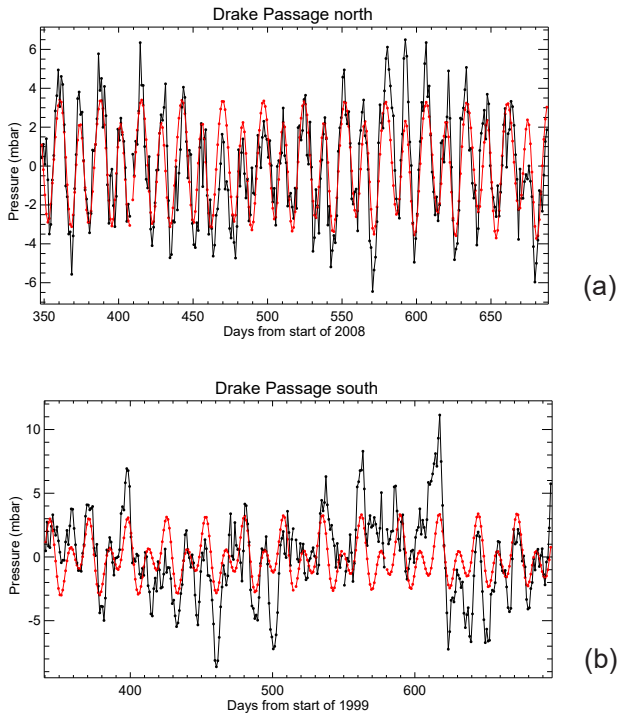 Drake Passage north
6
4
2
0
-2
-4
-6
Pressure (mbar)
350 400 450 500 550 600 650
Days from start of 2008
(a)
Drake Passage south
10
5
0
-5
Pressure (mbar)
400 500 600
Days from start of 1999
(b)